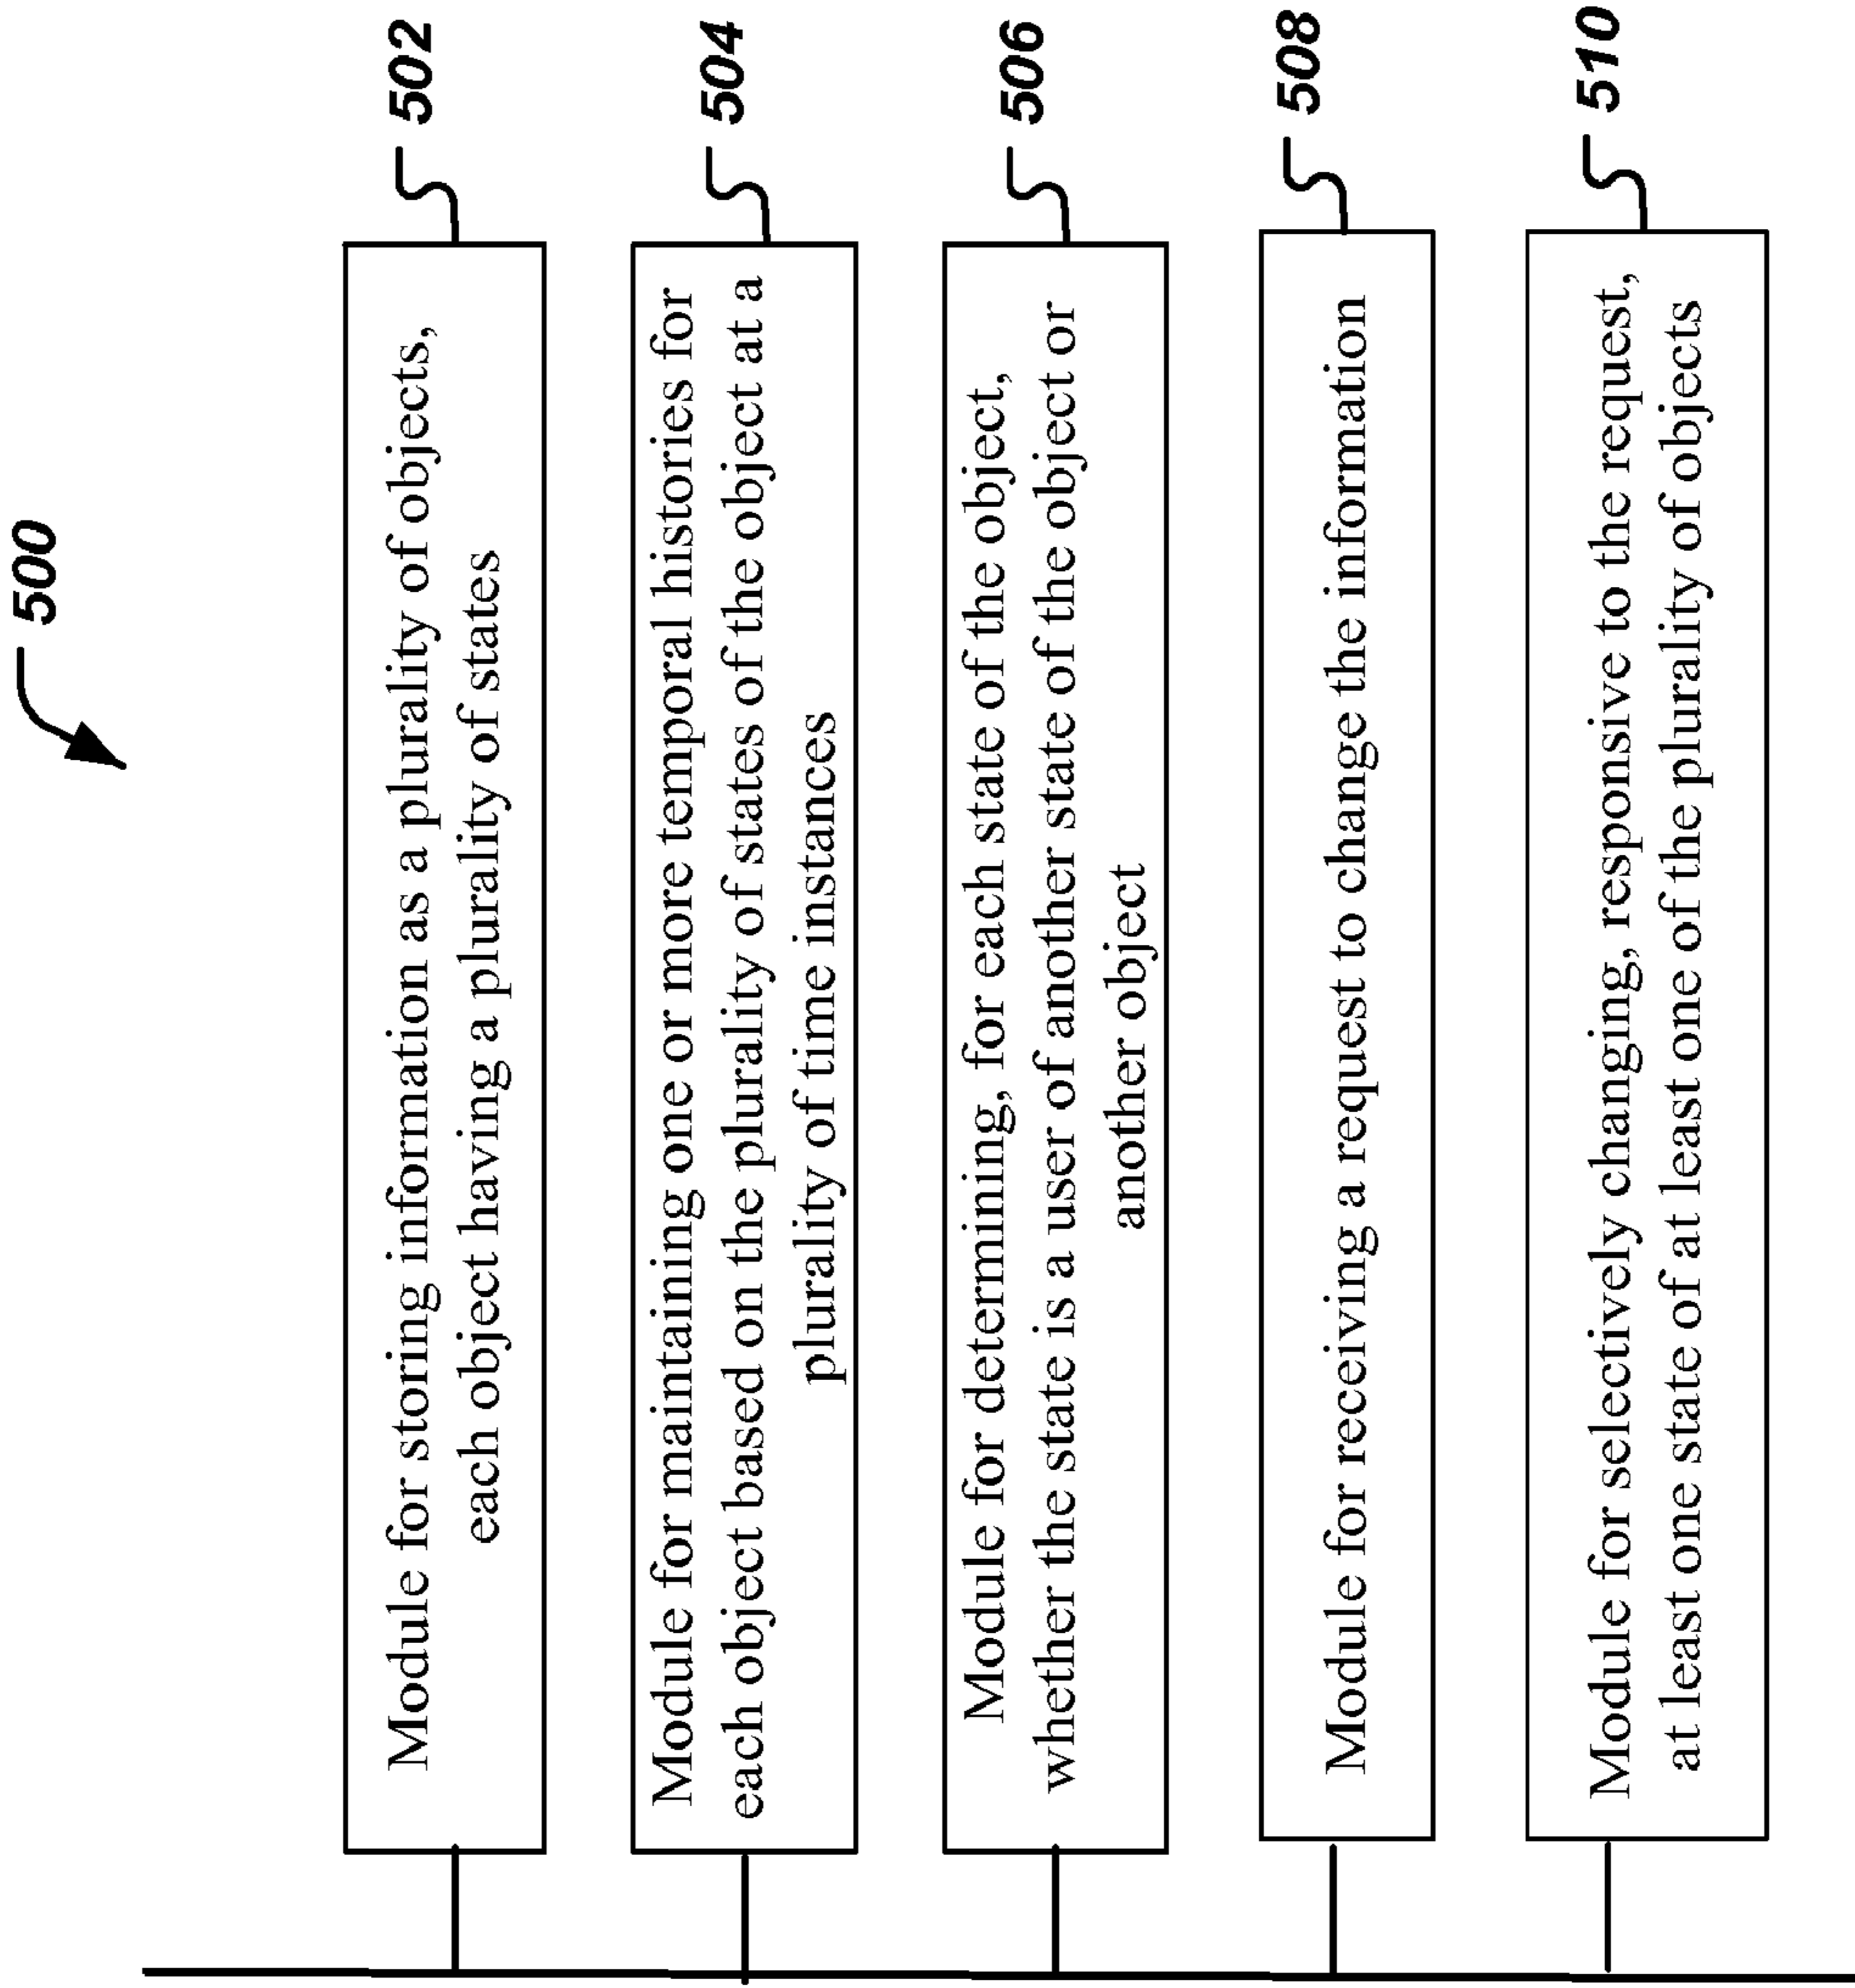 500
Module for storing information as a plurality of objects,
each object having a plurality of states
502
Module for maintaining one or more temporal histories for
each object based on the plurality of states of the object at a
plurality of time instances
504
Module for determining, for each state of the object,
whether the state is a user of another state of the object or
another object
506
Module for receiving a request to change the information
508
Module for selectively changing, responsive to the request,
at least one state of at least one of the plurality of objects
510